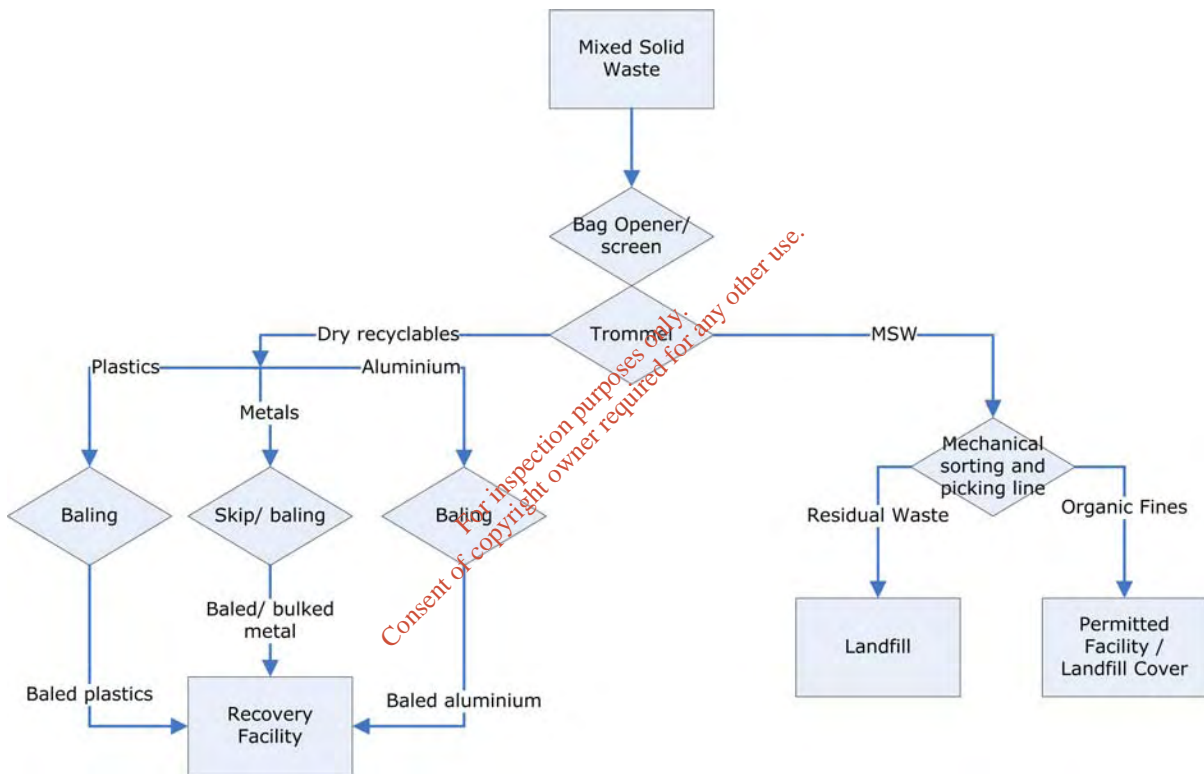 Mixed Solid
Waste
Bag Opener/
screen
Dry recyclables
Trommel
MSW
Plastics
Aluminium
Metals
Mechanical
sorting and
picking line
Baling
Skip/ baling
Baling
Residual Waste
Organic Fines
Baled/ bulked
metal
Landfill
Permitted
Facility /
Landfill Cover
Baled plastics
Recovery
Facility
Baled aluminium
For inspection purposes only.
Consent of copyright owner required for any other use.